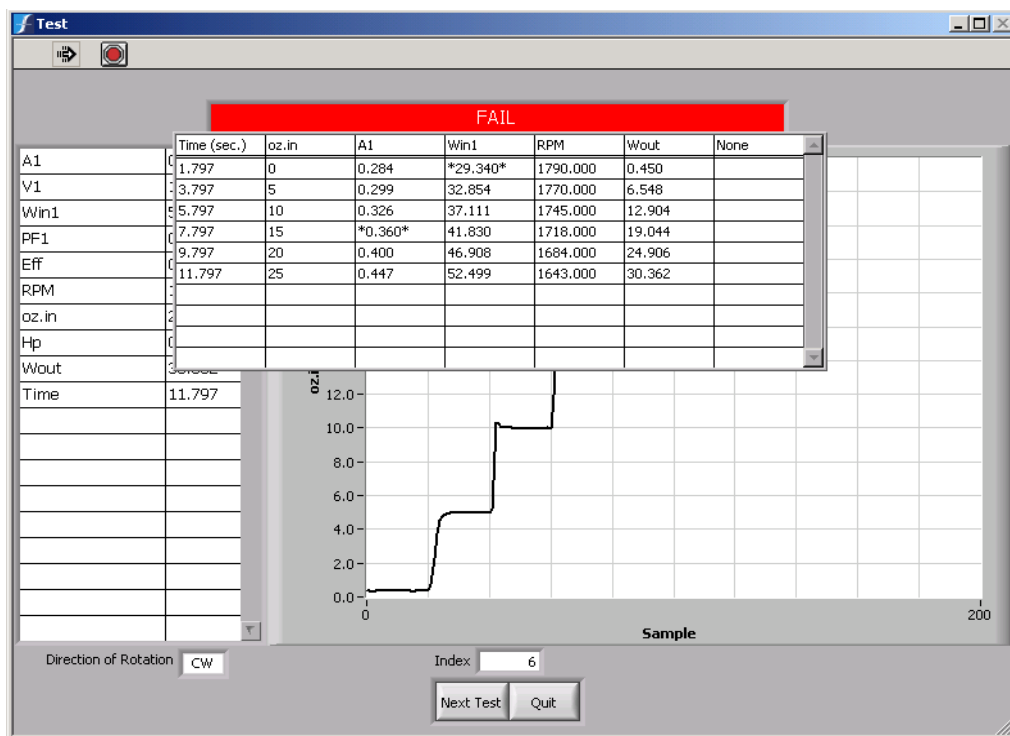 Test
FAIL
Time (sec.) oz.in A1 Win1 RPM Wout None
1.797 0 0.284 *29.340* 1790.000 0.450
3.797 5 0.299 32.854 1770.000 6.548
5.797 10 0.326 37.111 1745.000 12.904
7.797 15 *0.360* 41.830 1718.000 19.044
9.797 20 0.400 46.908 1684.000 24.906
11.797 25 0.447 52.499 1643.000 30.362
A1
V1
Win1
PF1
Eff
RPM
oz.in
Hp
Wout
Time 11.797
12.0
10.0
8.0
6.0
4.0
2.0
0.0
0 200
Sample
Direction of Rotation CW
Index 6
Next Test Quit